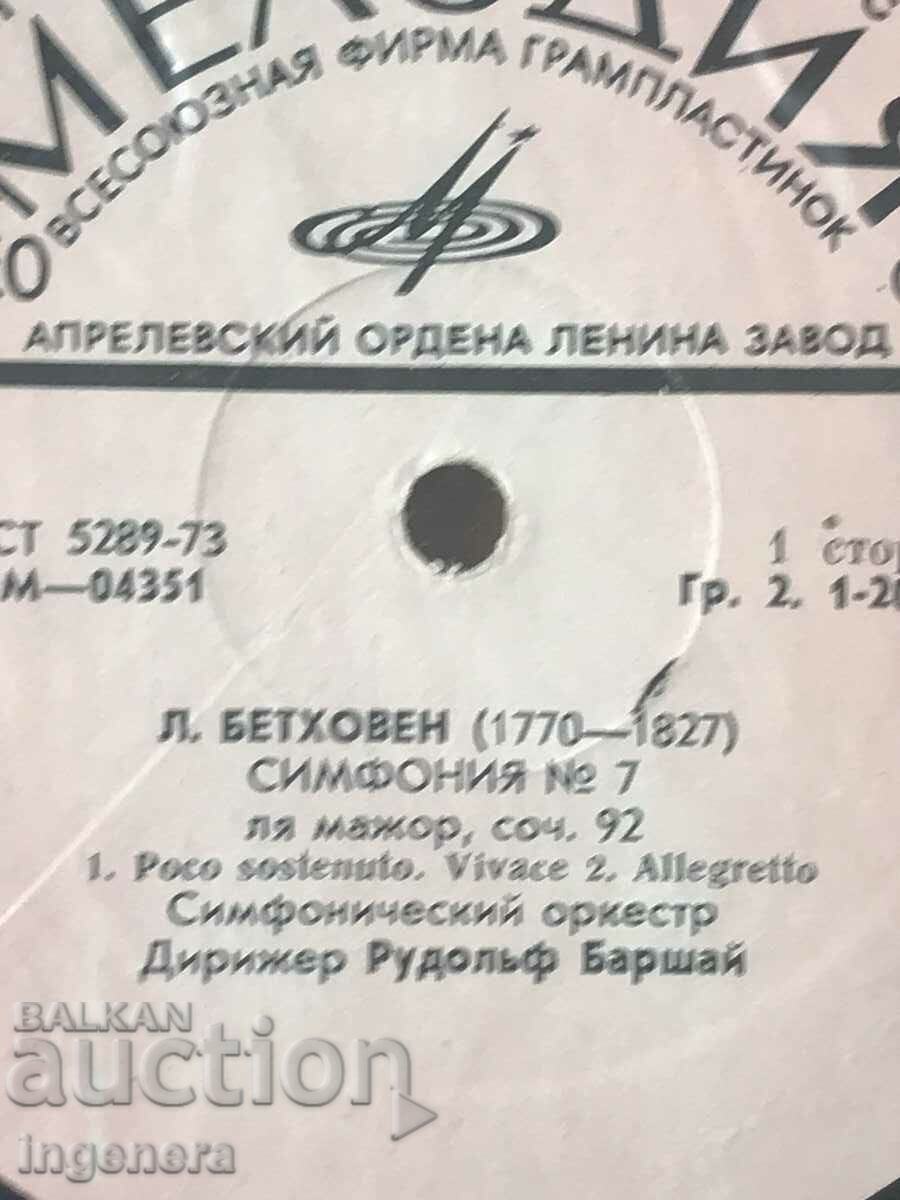 МЕЛОДИЯ
ВСЕСОЮЗНАЯ ФИРМА ГРАМПЛАСТИНОК
АПРЕЛЕВСКИЙ ОРДЕНА ЛЕНИНА ЗАВОД
СТ 5289-73
М—04351
1 стор
Гр. 2. 1-20
Л. БЕТХОВЕН (1770—1827)
СИМФОНИЯ № 7
ля мажор, соч. 92
1. Poco sostenuto. Vivace 2. Allegretto
Симфонический оркестр
Дирижер Рудольф Баршай
BALKAN
auction
ingenera